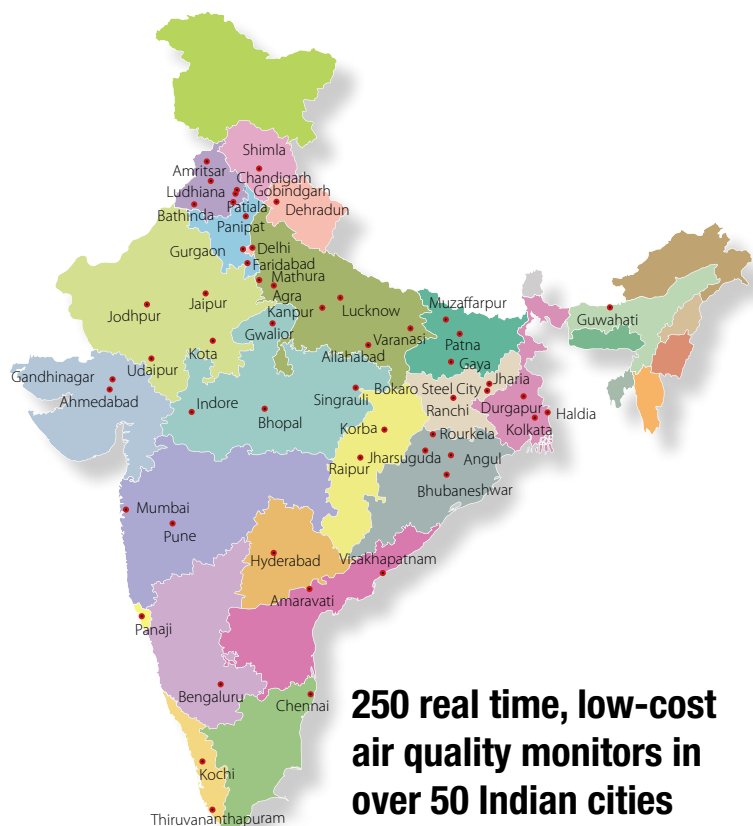 Shimla
Amritsar
Chandigarh
Ludhiana
Gobindgarh
Patiala
Dehradun
Bathinda
Panipat
Gurgaon
Delhi
Faridabad
Mathura
Agra
Jaipur
Jodhpur
Kanpur
Lucknow
Muzaffarpur
Guwahati
Gwalior
Varanasi
Patna
Kota
Allahabad
Gaya
Udaipur
Gandhinagar
Ahmedabad
Jharia
Bokaro Steel City
Singrauli
Ranchi
Indore
Durgapur
Haldia
Bhopal
Kolkata
Korba
Rourkela
Jharsuguda
Angul
Raipur
Bhubaneshwar
Mumbai
Pune
Hyderabad
Visakhapatnam
Amaravati
Panaji
Bengaluru
Chennai
Kochi
Thiruvananthapuram
250 real time, low-cost
air quality monitors in
over 50 Indian cities